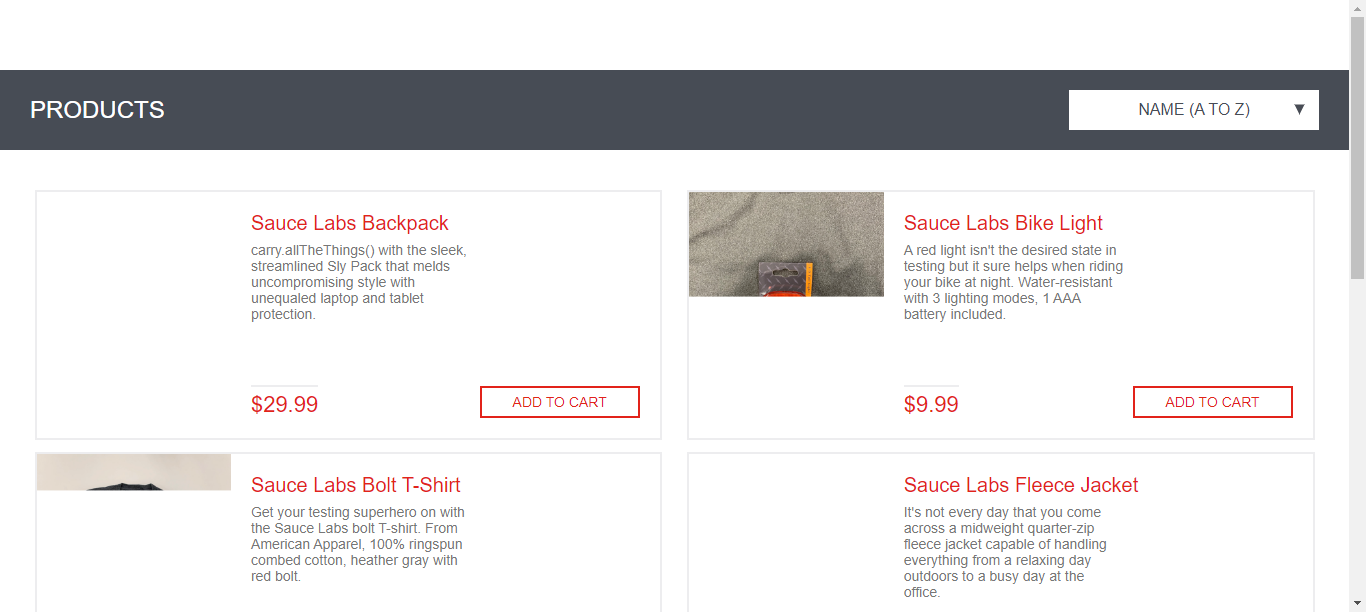 PRODUCTS
NAME (A TO Z)
Sauce Labs Backpack
carry.allTheThings() with the sleek,
streamlined Sly Pack that melds
uncompromising style with
unequaled laptop and tablet
protection.
$29.99
ADD TO CART
Sauce Labs Bike Light
A red light isn't the desired state in
testing but it sure helps when riding
your bike at night. Water-resistant
with 3 lighting modes, 1 AAA
battery included.
$9.99
ADD TO CART
Sauce Labs Bolt T-Shirt
Get your testing superhero on with
the Sauce Labs bolt T-shirt. From
American Apparel, 100% ringspun
combed cotton, heather gray with
red bolt.
Sauce Labs Fleece Jacket
It's not every day that you come
across a midweight quarter-zip
fleece jacket capable of handling
everything from a relaxing day
outdoors to a busy day at the
office.